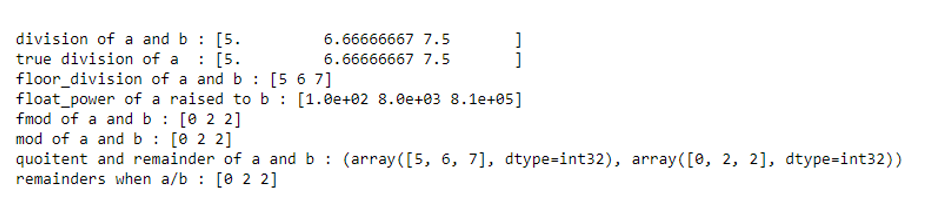 division of a and b : [5.         6.66666667 7.5       ]
true division of a  : [5.         6.66666667 7.5       ]
floor_division of a and b : [5 6 7]
float_power of a raised to b : [1.0e+02 8.0e+03 8.1e+05]
fmod of a and b : [0 2 2]
mod of a and b : [0 2 2]
quoitent and remainder of a and b : (array([5, 6, 7], dtype=int32), array([0, 2, 2], dtype=int32))
remainders when a/b : [0 2 2]